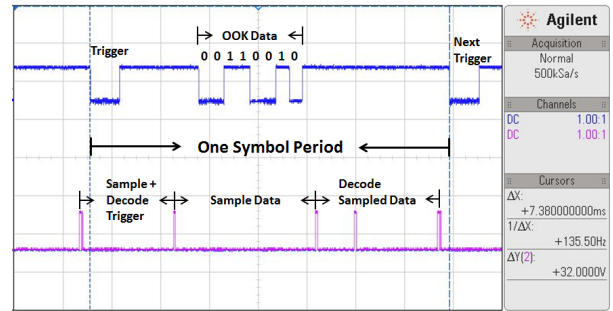 Agilent
Trigger
OOK Data
0 0 1 1 0 0 1 0
Next
Trigger
One Symbol Period
Sample +
Decode
Trigger
Sample Data
Decode
Sampled Data
Acquisition
Normal
500kSa/s
Channels
DC 1.00:1
DC 1.00:1
Cursors
ΔX:
+7.380000000ms
1/ΔX:
+135.50Hz
ΔY(2):
+32.0000V